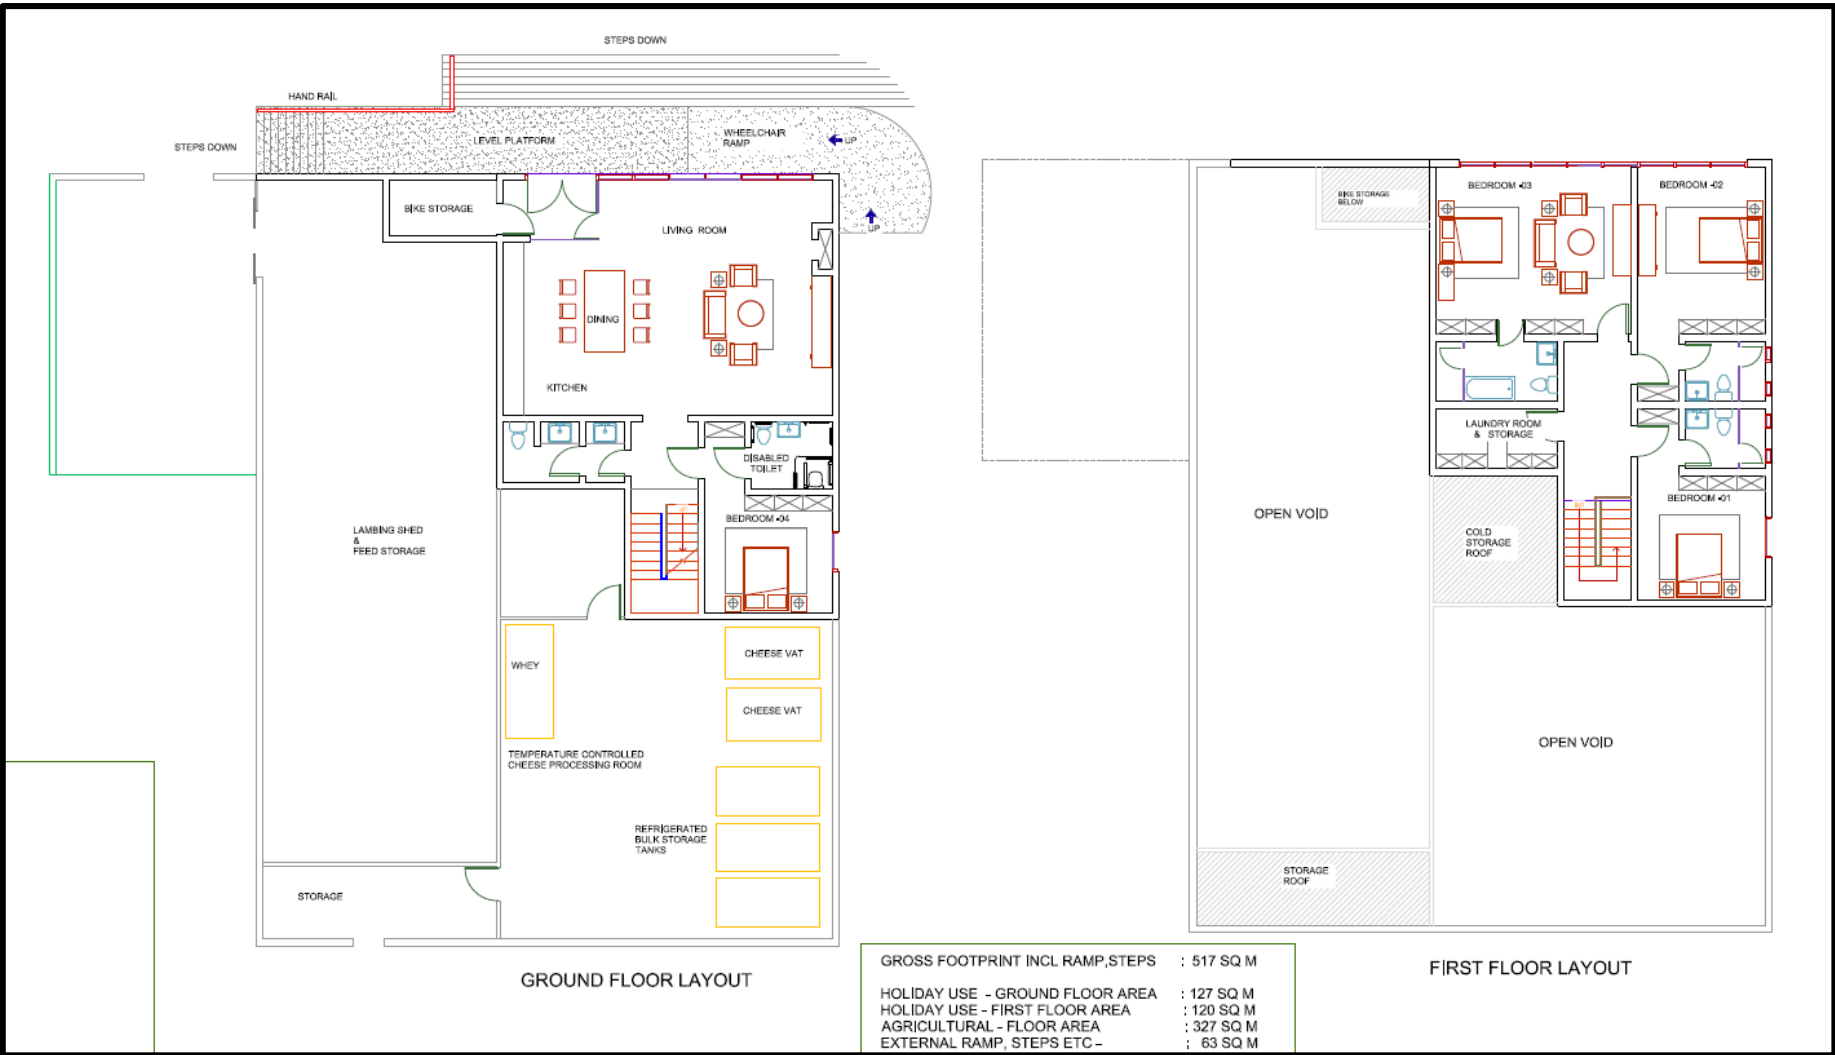 STEPS DOWN
HAND RAIL
STEPS DOWN
LEVEL PLATFORM
WHEELCHAIR
RAMP
UP
UP
BIKE STORAGE
LIVING ROOM
DINING
KITCHEN
DISABLED
TOILET
BEDROOM -04
LAMBING SHED
&
FEED STORAGE
WHEY
CHEESE VAT
CHEESE VAT
TEMPERATURE CONTROLLED
CHEESE PROCESSING ROOM
REFRIGERATED
BULK STORAGE
TANKS
STORAGE
GROUND FLOOR LAYOUT
BIKE STORAGE
BELOW
BEDROOM -03
BEDROOM -02
LAUNDRY ROOM
& STORAGE
BEDROOM -01
OPEN VOID
COLD
STORAGE
ROOF
OPEN VOID
STORAGE
ROOF
FIRST FLOOR LAYOUT
GROSS FOOTPRINT INCL RAMP,STEPS : 517 SQ M
HOLIDAY USE - GROUND FLOOR AREA : 127 SQ M
HOLIDAY USE - FIRST FLOOR AREA : 120 SQ M
AGRICULTURAL - FLOOR AREA : 327 SQ M
EXTERNAL RAMP, STEPS ETC - : 63 SQ M